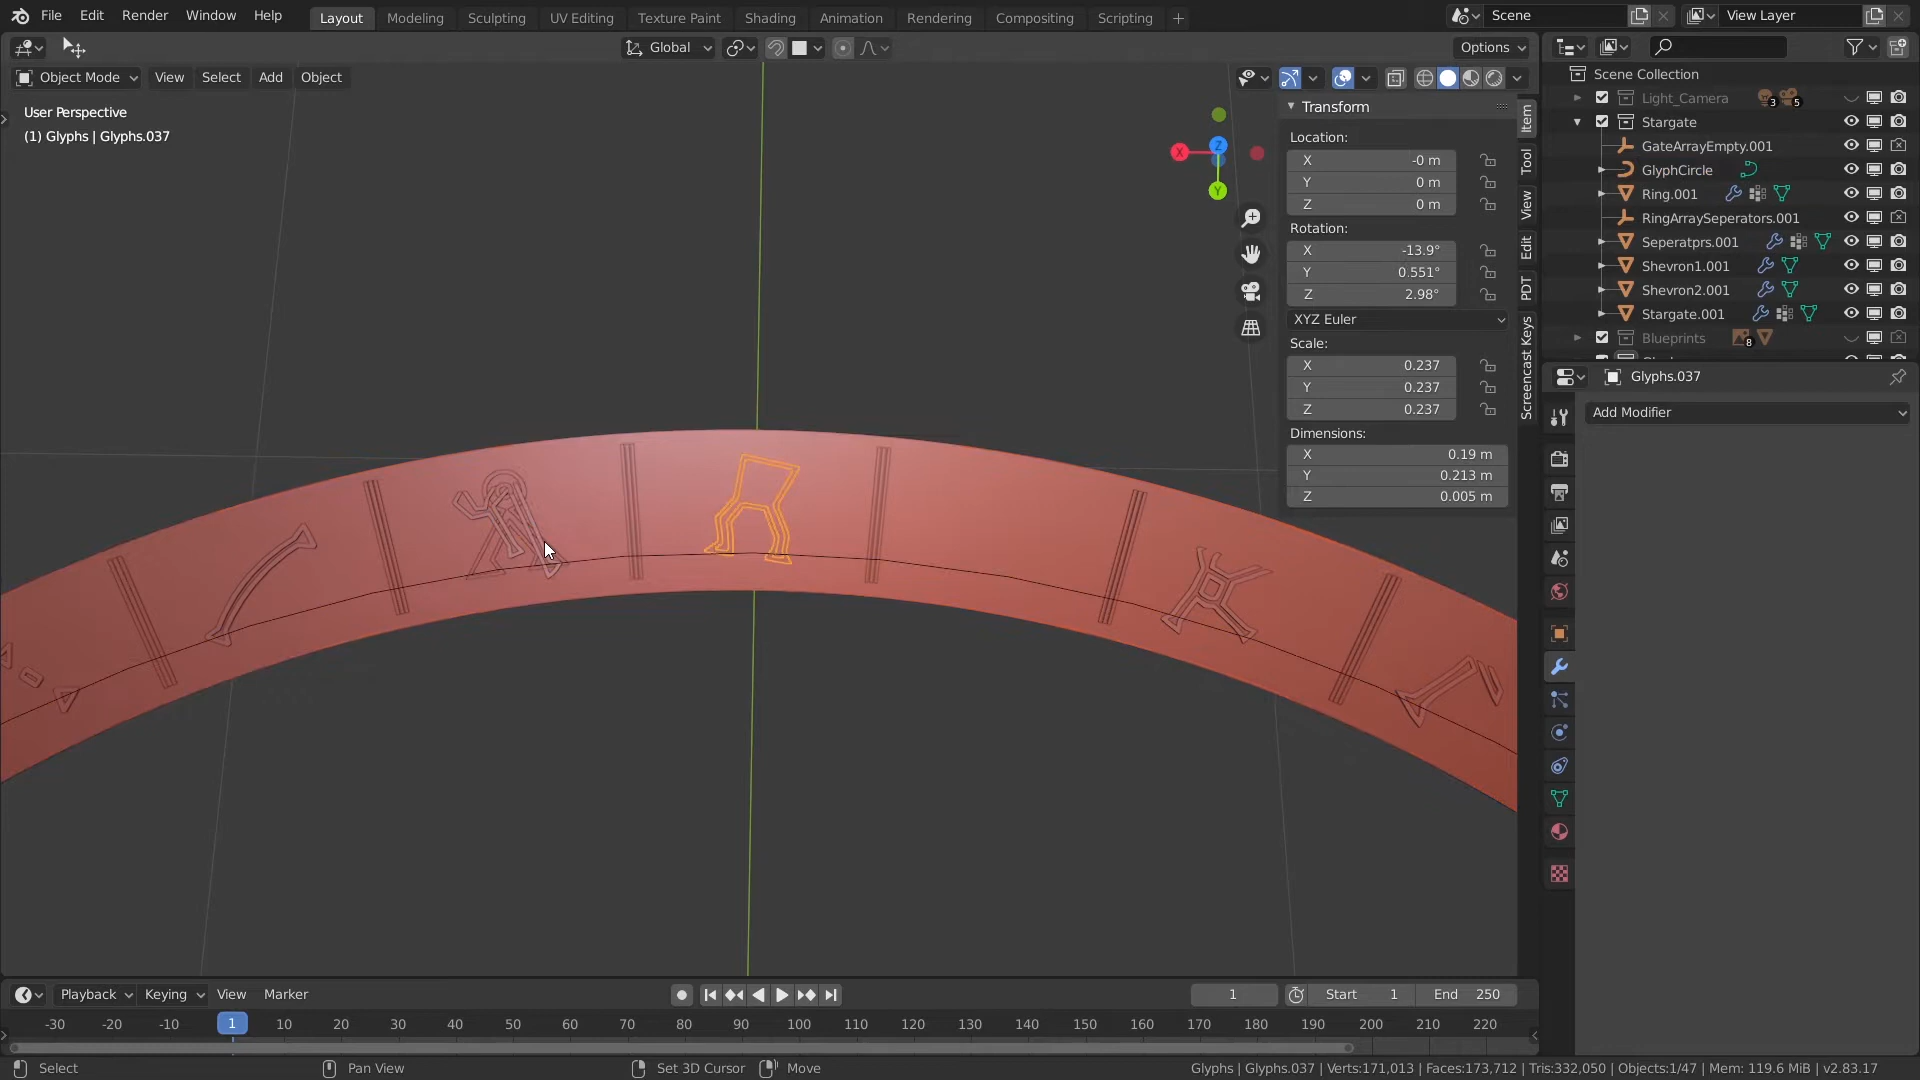 File Edit Render Window Help Layout Modeling Sculpting UV Editing Texture Paint Shading Animation Rendering Compositing Scripting + Scene View Layer
Global Options
Object Mode View Select Add Object
User Perspective
(1) Glyphs | Glyphs.037
Transform
Location:
X -0 m
Y 0 m
Z 0 m
Rotation:
X -13.9°
Y 0.551°
Z 2.98°
XYZ Euler
Scale:
X 0.237
Y 0.237
Z 0.237
Dimensions:
X 0.19 m
Y 0.213 m
Z 0.005 m
Item
Tool
View
Edit
PDT
Screencast Keys
X
Z
Y
Scene Collection
Light_Camera 3 5
Stargate
GateArrayEmpty.001
GlyphCircle
Ring.001
RingArraySeperators.001
Seperatprs.001
Shevron1.001
Shevron2.001
Stargate.001
Blueprints 8
Glyphs.037
Add Modifier
Playback Keying View Marker 1 Start 1 End 250
-30 -20 -10 1 10 20 30 40 50 60 70 80 90 100 110 120 130 140 150 160 170 180 190 200 210 220
Select Pan View Set 3D Cursor Move Glyphs | Glyphs.037 | Verts:171,013 | Faces:173,712 | Tris:332,050 | Objects:1/47 | Mem: 119.6 MiB | v2.83.17